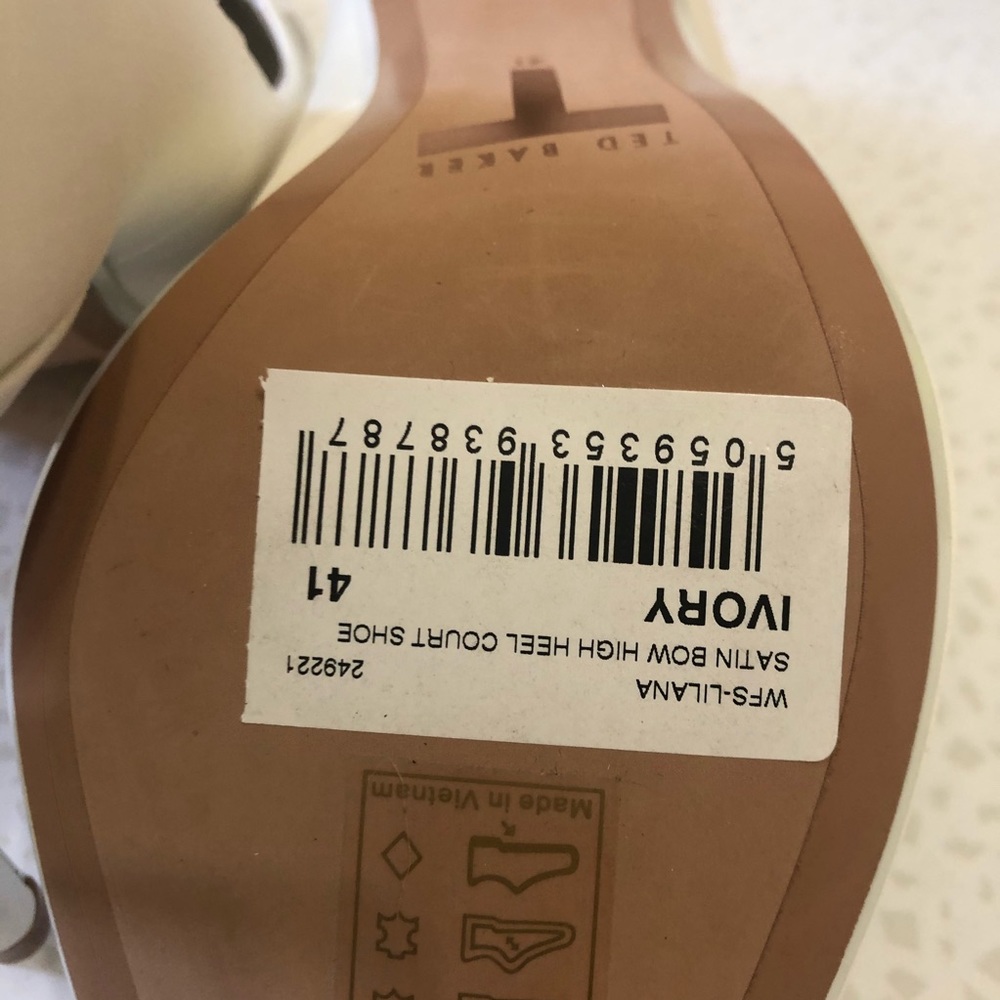 WFS-LILANA
249221
SATIN BOW HIGH HEEL COURT SHOE
IVORY
41
5 059353 938787
Made in Vietnam
TED BAKER
41